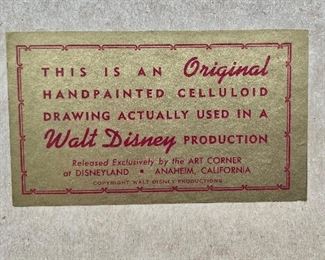 THIS IS AN Original
HANDPAINTED CELLULOID
DRAWING ACTUALLY USED IN A
Walt Disney PRODUCTION
Released Exclusively by the ART CORNER
at DISNEYLAND • ANAHEIM, CALIFORNIA
COPYRIGHT WALT DISNEY PRODUCTIONS